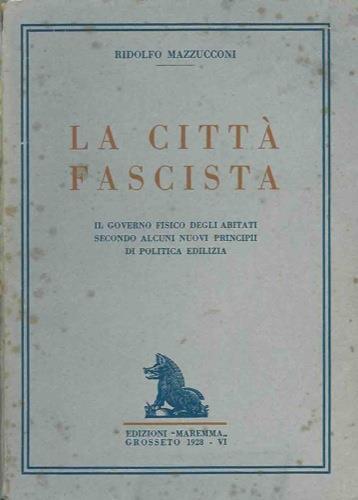 RIDOLFO MAZZUCCONI
LA CITTÀ
FASCISTA
IL GOVERNO FISICO DEGLI ABITATI
SECONDO ALCUNI NUOVI PRINCIPII
DI POLITICA EDILIZIA
EDIZIONI "MAREMMA„
GROSSETO 1928 - VI